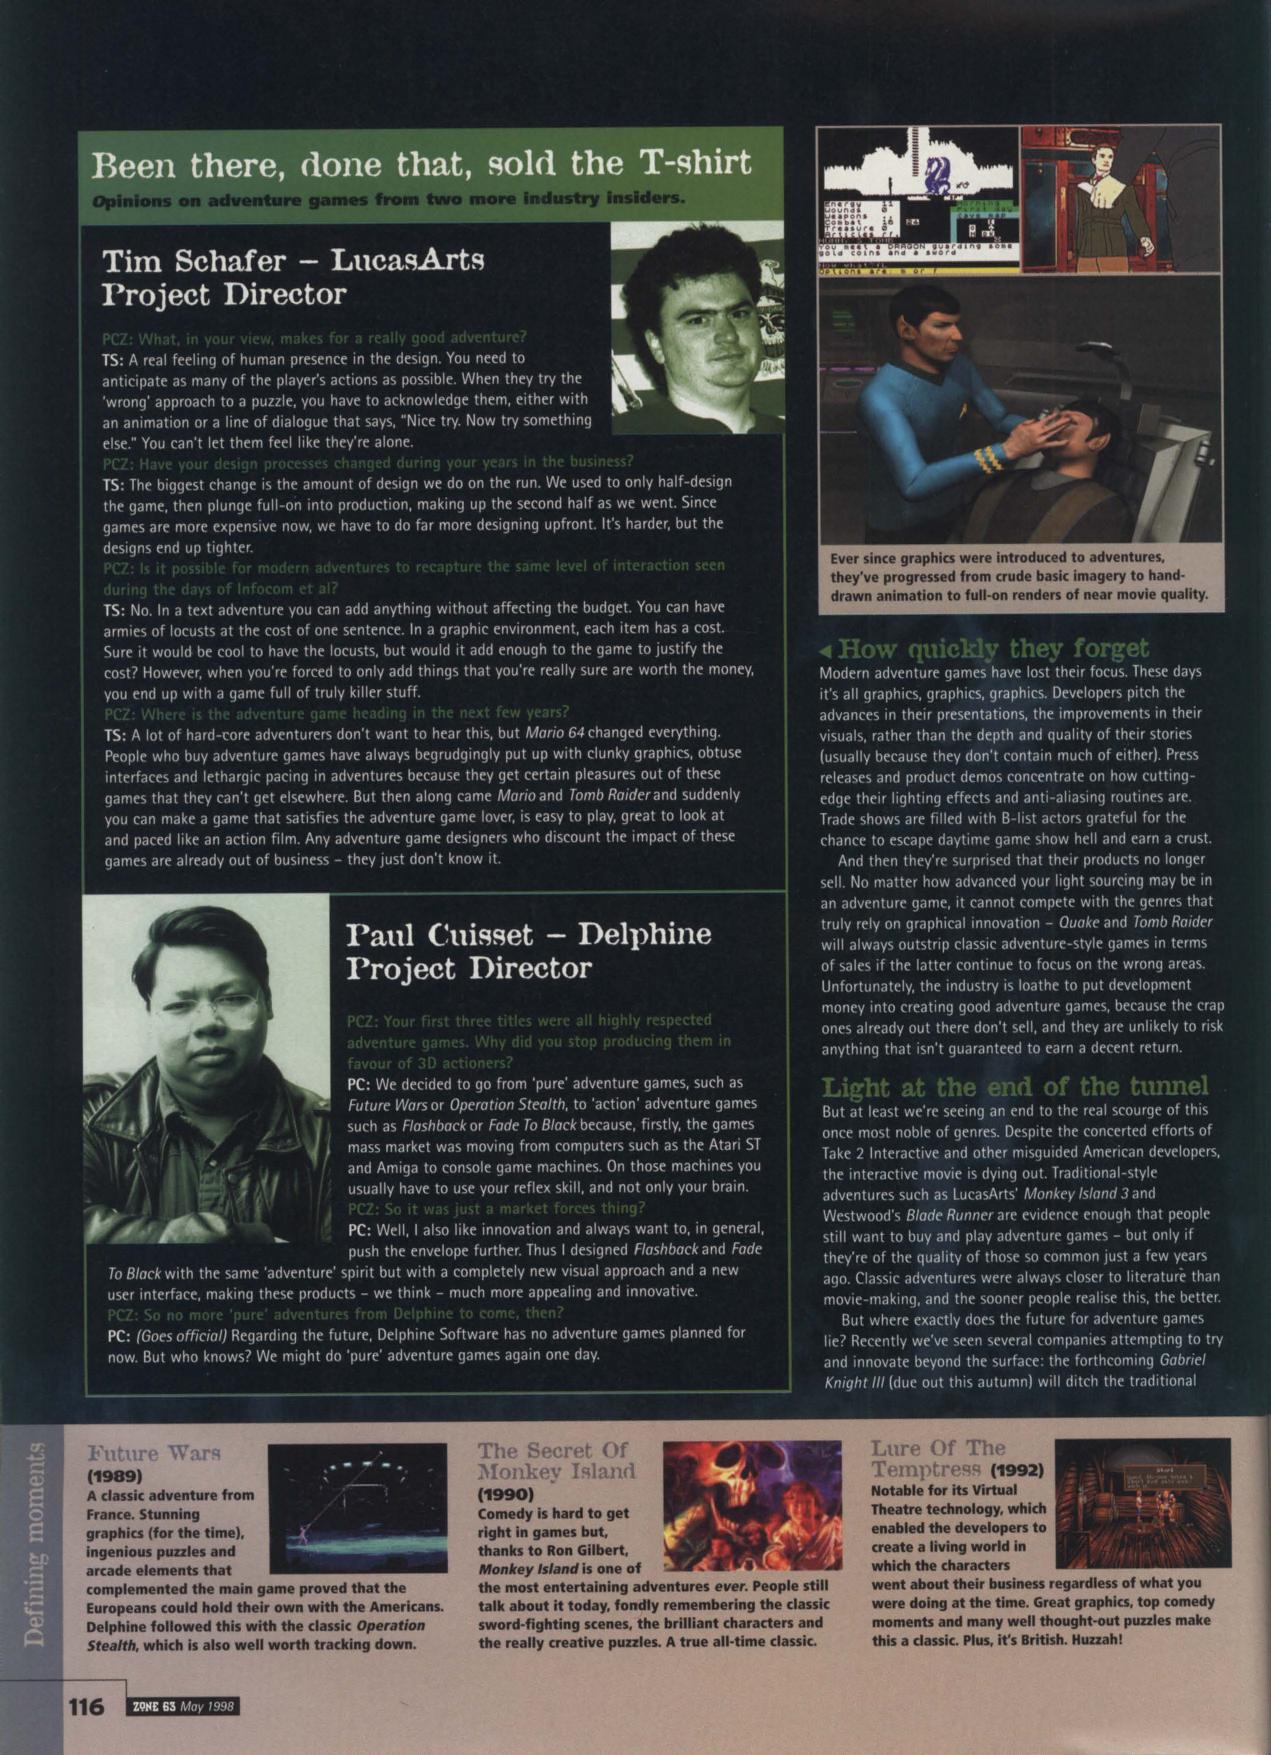 Been there, done that, sold the T-shirt
Opinions on adventure games from two more industry insiders.
Tim Schafer – LucasArts
Project Director
PCZ: What, in your view, makes for a really good adventure?
TS: A real feeling of human presence in the design. You need to
anticipate as many of the player's actions as possible. When they try the
'wrong' approach to a puzzle, you have to acknowledge them, either with
an animation or a line of dialogue that says, "Nice try. Now try something
else." You can't let them feel like they're alone.
PCZ: Have your design processes changed during your years in the business?
TS: The biggest change is the amount of design we do on the run. We used to only half-design
the game, then plunge full-on into production, making up the second half as we went. Since
games are more expensive now, we have to do far more designing upfront. It's harder, but the
designs end up tighter.
PCZ: Is it possible for modern adventures to recapture the same level of interaction seen
during the days of Infocom et al?
TS: No. In a text adventure you can add anything without affecting the budget. You can have
armies of locusts at the cost of one sentence. In a graphic environment, each item has a cost.
Sure it would be cool to have the locusts, but would it add enough to the game to justify the
cost? However, when you're forced to only add things that you're really sure are worth the money,
you end up with a game full of truly killer stuff.
PCZ: Where is the adventure game heading in the next few years?
TS: A lot of hard-core adventurers don't want to hear this, but Mario 64 changed everything.
People who buy adventure games have always begrudgingly put up with clunky graphics, obtuse
interfaces and lethargic pacing in adventures because they get certain pleasures out of these
games that they can't get elsewhere. But then along came Mario and Tomb Raider and suddenly
you can make a game that satisfies the adventure game lover, is easy to play, great to look at
and paced like an action film. Any adventure game designers who discount the impact of these
games are already out of business – they just don't know it.
Paul Cuisset – Delphine
Project Director
PCZ: Your first three titles were all highly respected
adventure games. Why did you stop producing them in
favour of 3D actioners?
PC: We decided to go from 'pure' adventure games, such as
Future Wars or Operation Stealth, to 'action' adventure games
such as Flashback or Fade To Black because, firstly, the games
mass market was moving from computers such as the Atari ST
and Amiga to console game machines. On those machines you
usually have to use your reflex skill, and not only your brain.
PCZ: So it was just a market forces thing?
PC: Well, I also like innovation and always want to, in general,
push the envelope further. Thus I designed Flashback and Fade
To Black with the same 'adventure' spirit but with a completely new visual approach and a new
user interface, making these products – we think – much more appealing and innovative.
PCZ: So no more 'pure' adventures from Delphine to come, then?
PC: (Goes official) Regarding the future, Delphine Software has no adventure games planned for
now. But who knows? We might do 'pure' adventure games again one day.
Energy 11
Wounds 0
Weapons
Combat 16
Treasure 0
You meet a DRAGON guarding some
gold coins and a sword
Ever since graphics were introduced to adventures,
they've progressed from crude basic imagery to hand-
drawn animation to full-on renders of near movie quality.
◄ How quickly they forget
Modern adventure games have lost their focus. These days
it's all graphics, graphics, graphics. Developers pitch the
advances in their presentations, the improvements in their
visuals, rather than the depth and quality of their stories
(usually because they don't contain much of either). Press
releases and product demos concentrate on how cutting-
edge their lighting effects and anti-aliasing routines are.
Trade shows are filled with B-list actors grateful for the
chance to escape daytime game show hell and earn a crust.
And then they're surprised that their products no longer
sell. No matter how advanced your light sourcing may be in
an adventure game, it cannot compete with the genres that
truly rely on graphical innovation – Quake and Tomb Raider
will always outstrip classic adventure-style games in terms
of sales if the latter continue to focus on the wrong areas.
Unfortunately, the industry is loathe to put development
money into creating good adventure games, because the crap
ones already out there don't sell, and they are unlikely to risk
anything that isn't guaranteed to earn a decent return.
Light at the end of the tunnel
But at least we're seeing an end to the real scourge of this
once most noble of genres. Despite the concerted efforts of
Take 2 Interactive and other misguided American developers,
the interactive movie is dying out. Traditional-style
adventures such as LucasArts' Monkey Island 3 and
Westwood's Blade Runner are evidence enough that people
still want to buy and play adventure games – but only if
they're of the quality of those so common just a few years
ago. Classic adventures were always closer to literature than
movie-making, and the sooner people realise this, the better.
But where exactly does the future for adventure games
lie? Recently we've seen several companies attempting to try
and innovate beyond the surface: the forthcoming Gabriel
Knight III (due out this autumn) will ditch the traditional
Defining moments
Future Wars
(1989)
A classic adventure from
France. Stunning
graphics (for the time),
ingenious puzzles and
arcade elements that
complemented the main game proved that the
Europeans could hold their own with the Americans.
Delphine followed this with the classic Operation
Stealth, which is also well worth tracking down.
The Secret Of
Monkey Island
(1990)
Comedy is hard to get
right in games but,
thanks to Ron Gilbert,
Monkey Island is one of
the most entertaining adventures ever. People still
talk about it today, fondly remembering the classic
sword-fighting scenes, the brilliant characters and
the really creative puzzles. A true all-time classic.
Lure Of The
Temptress (1992)
Notable for its Virtual
Theatre technology, which
enabled the developers to
create a living world in
which the characters
went about their business regardless of what you
were doing at the time. Great graphics, top comedy
moments and many well thought-out puzzles make
this a classic. Plus, it's British. Huzzah!
116
ZONE 63 May 1998